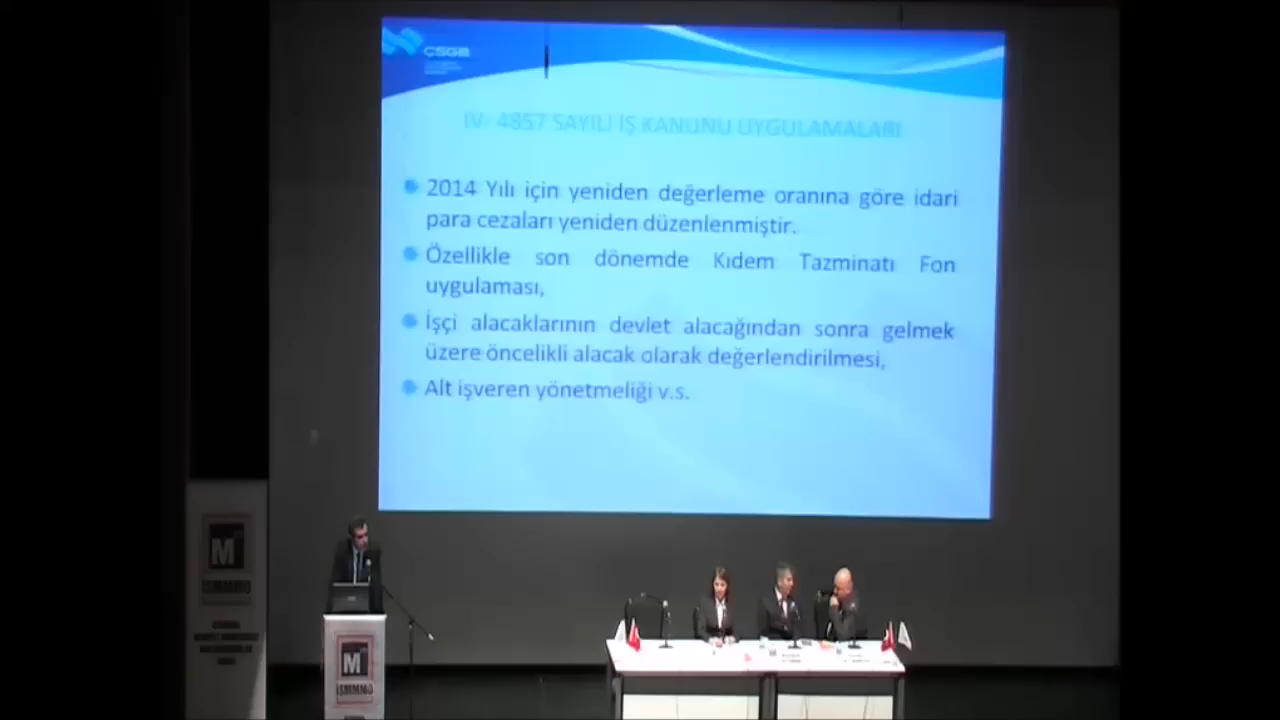 ÇSGB
IV- 4857 SAYILI İŞ KANUNU UYGULAMALARI
2014 Yılı için yeniden değerleme oranına göre idari
para cezaları yeniden düzenlenmiştir.
Özellikle son dönemde Kıdem Tazminatı Fon
uygulaması,
İşçi alacaklarının devlet alacağından sonra gelmek
üzere öncelikli alacak olarak değerlendirilmesi,
Alt işveren yönetmeliği v.s.
M
İSMMMO
M
İSMMMO